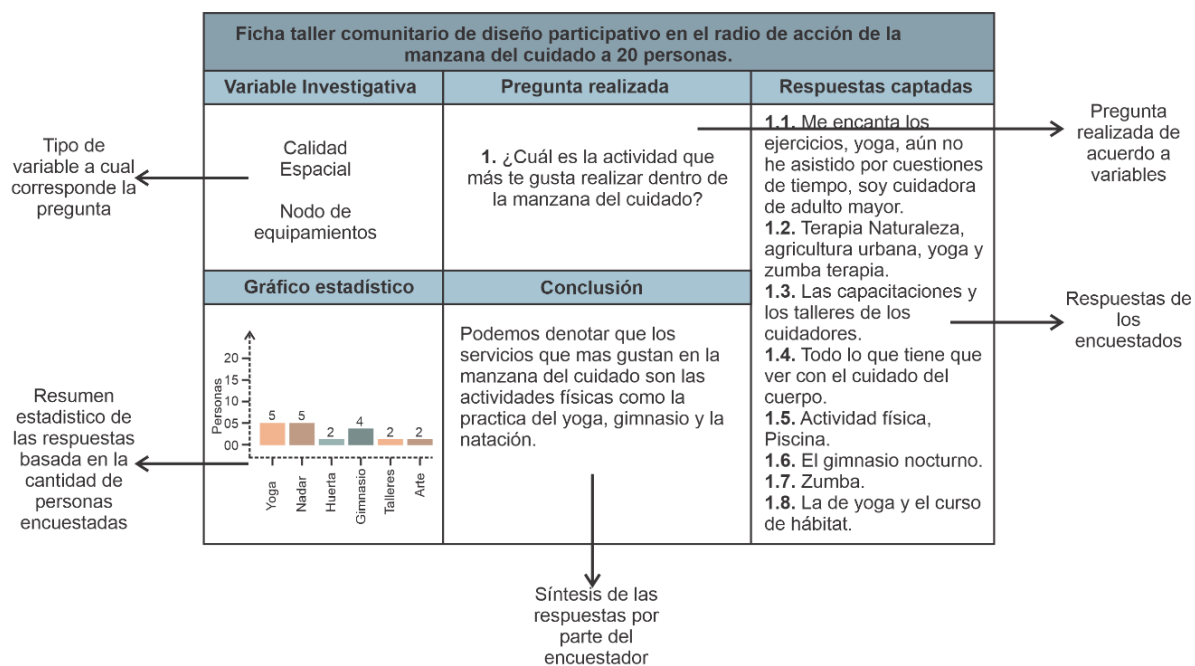 Ficha taller comunitario de diseño participativo en el radio de acción de la
manzana del cuidado a 20 personas.
Variable Investigativa
Pregunta realizada
Respuestas captadas
Tipo de
variable a cual
corresponde la
pregunta
Calidad
Espacial
Nodo de
equipamientos
1. ¿Cuál es la actividad que
más te gusta realizar dentro de
la manzana del cuidado?
1.1. Me encanta los
ejercicios, yoga, aún no
he asistido por cuestiones
de tiempo, soy cuidadora
de adulto mayor.
1.2. Terapia Naturaleza,
agricultura urbana, yoga y
zumba terapia.
1.3. Las capacitaciones y
los talleres de los
cuidadores.
1.4. Todo lo que tiene que
ver con el cuidado del
cuerpo.
1.5. Actividad física,
Piscina.
1.6. El gimnasio nocturno.
1.7. Zumba.
1.8. La de yoga y el curso
de hábitat.
Pregunta
realizada de
acuerdo a
variables
Respuestas de
los
encuestados
Gráfico estadístico
Conclusión
Resumen
estadistico de
las respuestas
basada en la
cantidad de
personas
encuestadas
Personas
20
15
10
05
00
5
5
2
4
2
2
Yoga
Nadar
Huerta
Gimnasio
Talleres
Arte
Podemos denotar que los
servicios que mas gustan en la
manzana del cuidado son las
actividades físicas como la
practica del yoga, gimnasio y la
natación.
Síntesis de las
respuestas por
parte del
encuestador